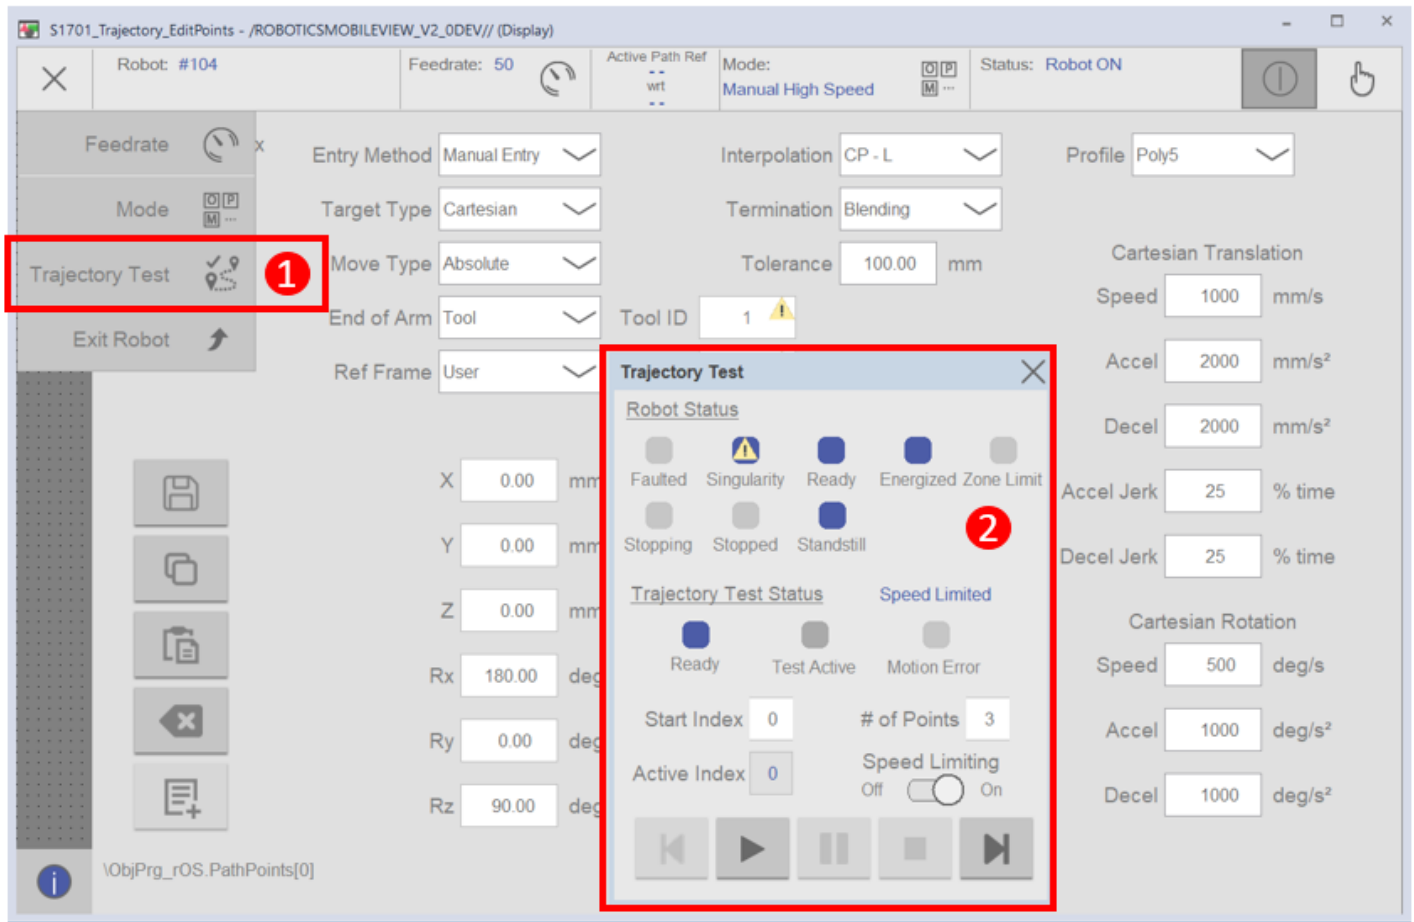 S1701_Trajectory_EditPoints - /ROBOTICSMOBILEVIEW_V2_0DEV// (Display)
Robot: #104
Feedrate: 50
Active Path Ref
--
wrt
--
Mode:
Manual High Speed
O P
M ...
Status: Robot ON
Feedrate
x
Mode
O P
M ...
Trajectory Test
1
Exit Robot
Entry Method Manual Entry
Target Type Cartesian
Move Type Absolute
End of Arm Tool
Tool ID 1
Ref Frame User
Interpolation CP - L
Termination Blending
Tolerance 100.00 mm
Profile Poly5
Cartesian Translation
Speed 1000 mm/s
Accel 2000 mm/s²
Decel 2000 mm/s²
Accel Jerk 25 % time
Decel Jerk 25 % time
Cartesian Rotation
Speed 500 deg/s
Accel 1000 deg/s²
Decel 1000 deg/s²
X 0.00 mm
Y 0.00 mm
Z 0.00 mm
Rx 180.00 deg
Ry 0.00 deg
Rz 90.00 deg
Trajectory Test
Robot Status
Faulted Singularity Ready Energized Zone Limit
Stopping Stopped Standstill
2
Trajectory Test Status Speed Limited
Ready Test Active Motion Error
Start Index 0 # of Points 3
Active Index 0 Speed Limiting
Off On
i
\ObjPrg_rOS.PathPoints[0]